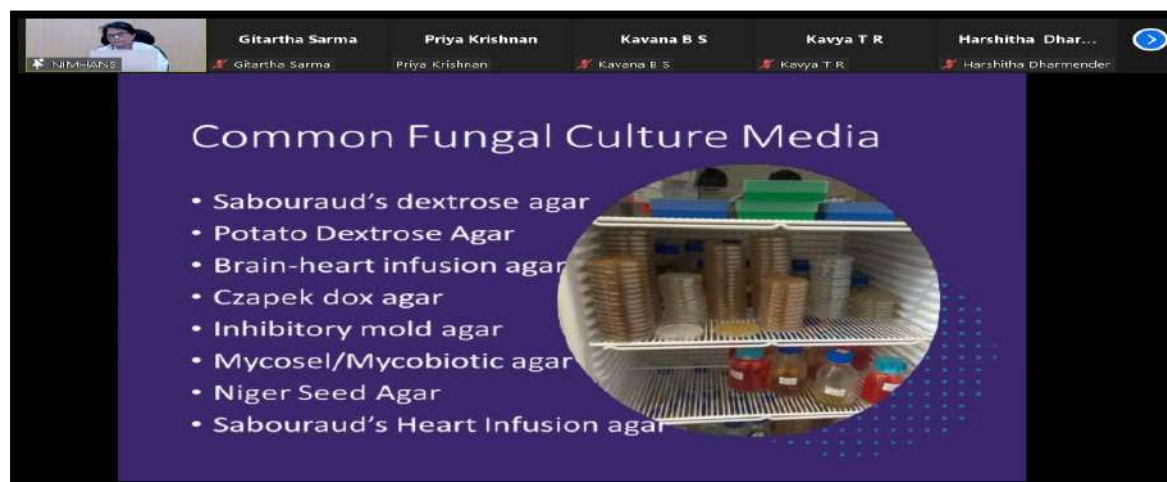 Gitartha Sarma
Priya Krishnan
Kavana B S
Kavya T R
Harshitha Dhar...
NIMHANS
Gitartha Sarma
Priya Krishnan
Kavana B S
Kavya T R
Harshitha Dharmender
Common Fungal Culture Media
• Sabouraud's dextrose agar
• Potato Dextrose Agar
• Brain-heart infusion agar
• Czapek dox agar
• Inhibitory mold agar
• Mycosel/Mycobiotic agar
• Niger Seed Agar
• Sabouraud's Heart Infusion agar